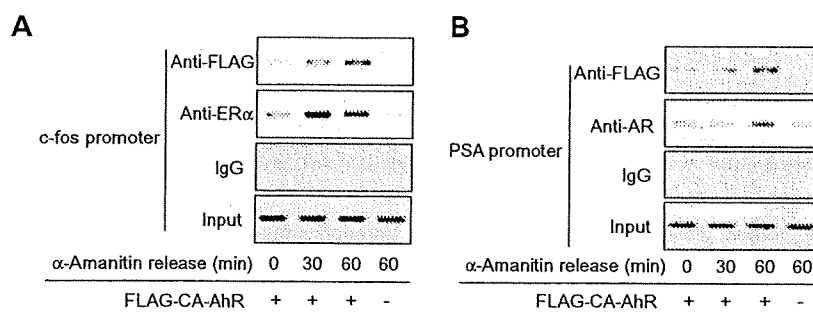 A
c-fos promoter
Anti-FLAG
Anti-ERα
IgG
Input
α-Amanitin release (min) 0 30 60 60
FLAG-CA-AhR + + + -
B
PSA promoter
Anti-FLAG
Anti-AR
IgG
Input
α-Amanitin release (min) 0 30 60 60
FLAG-CA-AhR + + + -